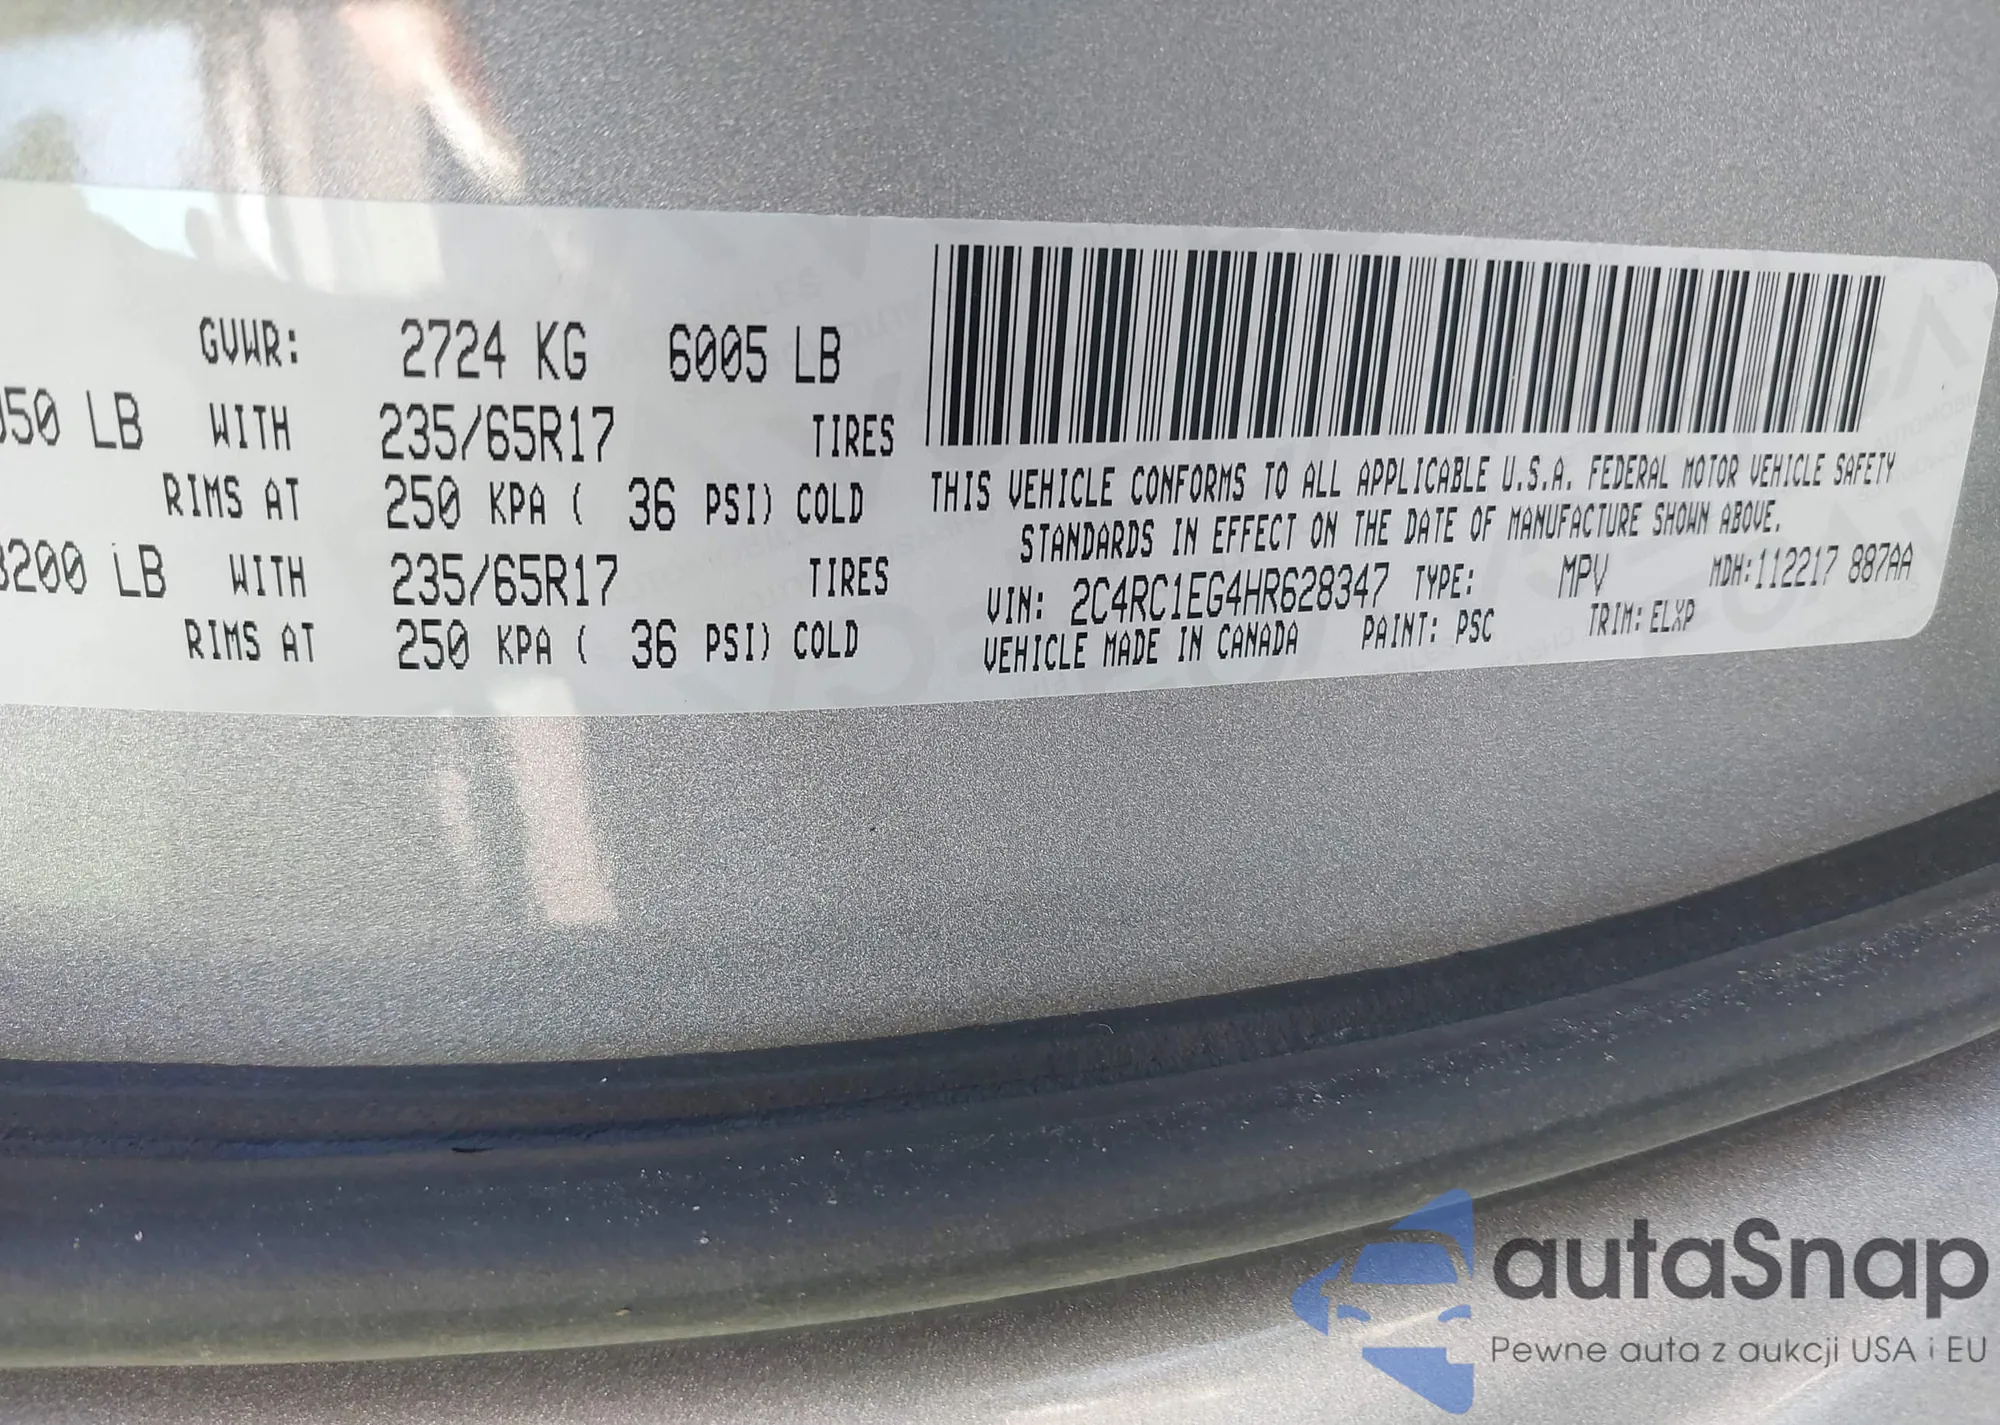 GVWR: 2724 KG 6005 LB
50 LB WITH 235/65R17 TIRES
RIMS AT 250 KPA ( 36 PSI) COLD
200 LB WITH 235/65R17 TIRES
RIMS AT 250 KPA ( 36 PSI) COLD
THIS VEHICLE CONFORMS TO ALL APPLICABLE U.S.A. FEDERAL MOTOR VEHICLE SAFETY
STANDARDS IN EFFECT ON THE DATE OF MANUFACTURE SHOWN ABOVE.
VIN: 2C4RC1EG4HR628347 TYPE: MPV MDH:112217 887AA
VEHICLE MADE IN CANADA PAINT: PSC TRIM: ELXP
autaSnap
Pewne auta z aukcji USA i EU